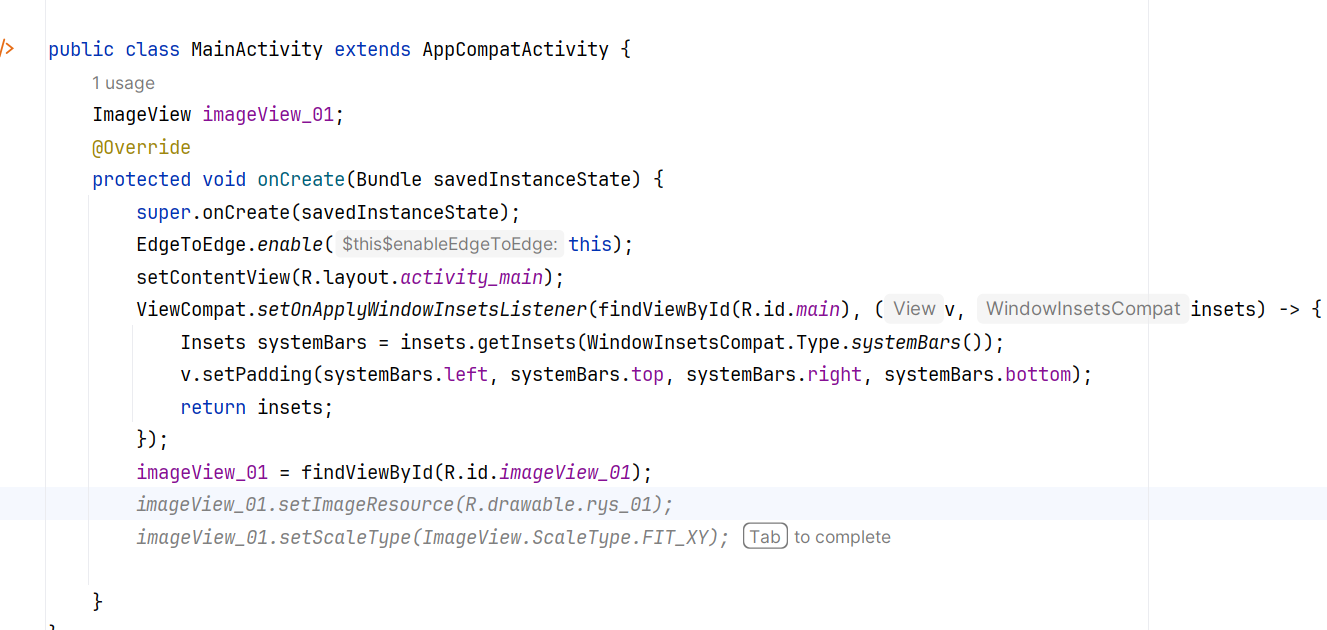 public class MainActivity extends AppCompatActivity {
1 usage
ImageView imageView_01;
@Override
protected void onCreate(Bundle savedInstanceState) {
super.onCreate(savedInstanceState);
EdgeToEdge.enable( $this$enableEdgeToEdge: this);
setContentView(R.layout.activity_main);
ViewCompat.setOnApplyWindowInsetsListener(findViewById(R.id.main), ( View v, WindowInsetsCompat insets) -> {
Insets systemBars = insets.getInsets(WindowInsetsCompat.Type.systemBars());
v.setPadding(systemBars.left, systemBars.top, systemBars.right, systemBars.bottom);
return insets;
});
imageView_01 = findViewById(R.id.imageView_01);
imageView_01.setImageResource(R.drawable.rys_01);
imageView_01.setScaleType(ImageView.ScaleType.FIT_XY); Tab to complete
}